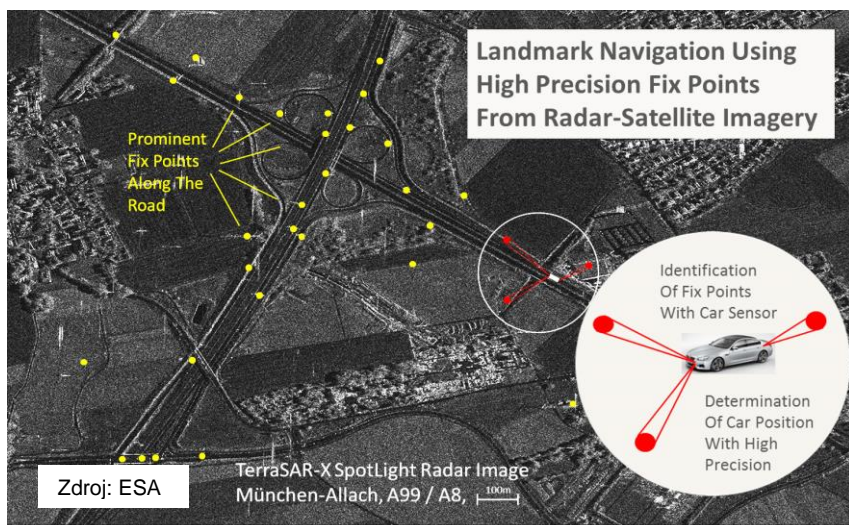 Landmark Navigation Using
High Precision Fix Points
From Radar-Satellite Imagery
Prominent
Fix Points
Along The
Road
Identification
Of Fix Points
With Car Sensor
Determination
Of Car Position
With High
Precision
Zdroj: ESA
TerraSAR-X SpotLight Radar Image
München-Allach, A99 / A8, 100m